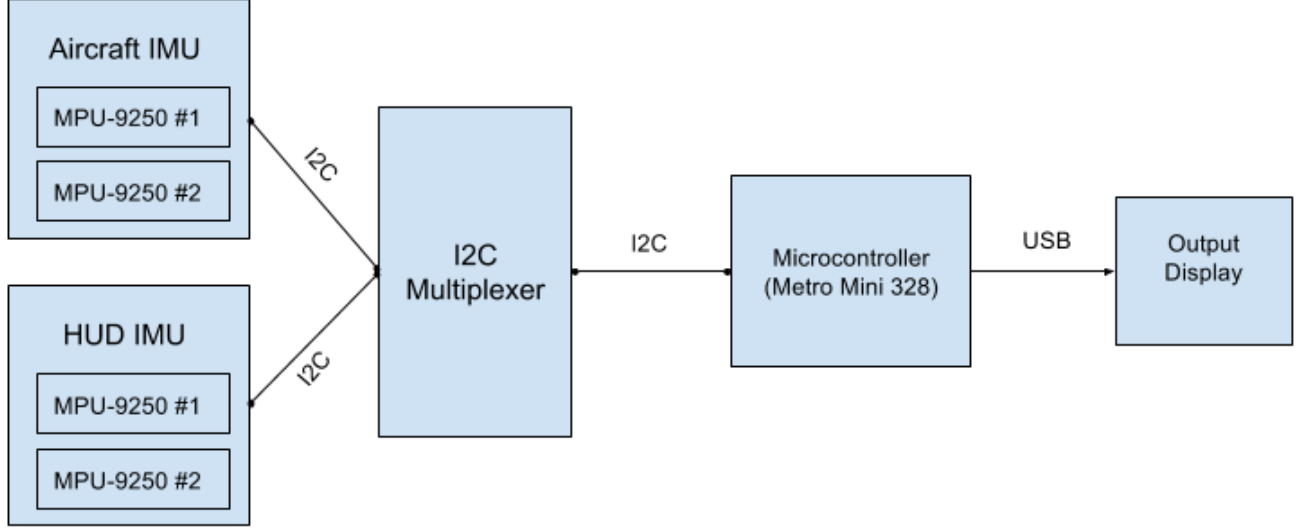 Aircraft IMU
MPU-9250 #1
MPU-9250 #2
I2C
HUD IMU
MPU-9250 #1
MPU-9250 #2
I2C
I2C
Multiplexer
I2C
Microcontroller
(Metro Mini 328)
USB
Output
Display